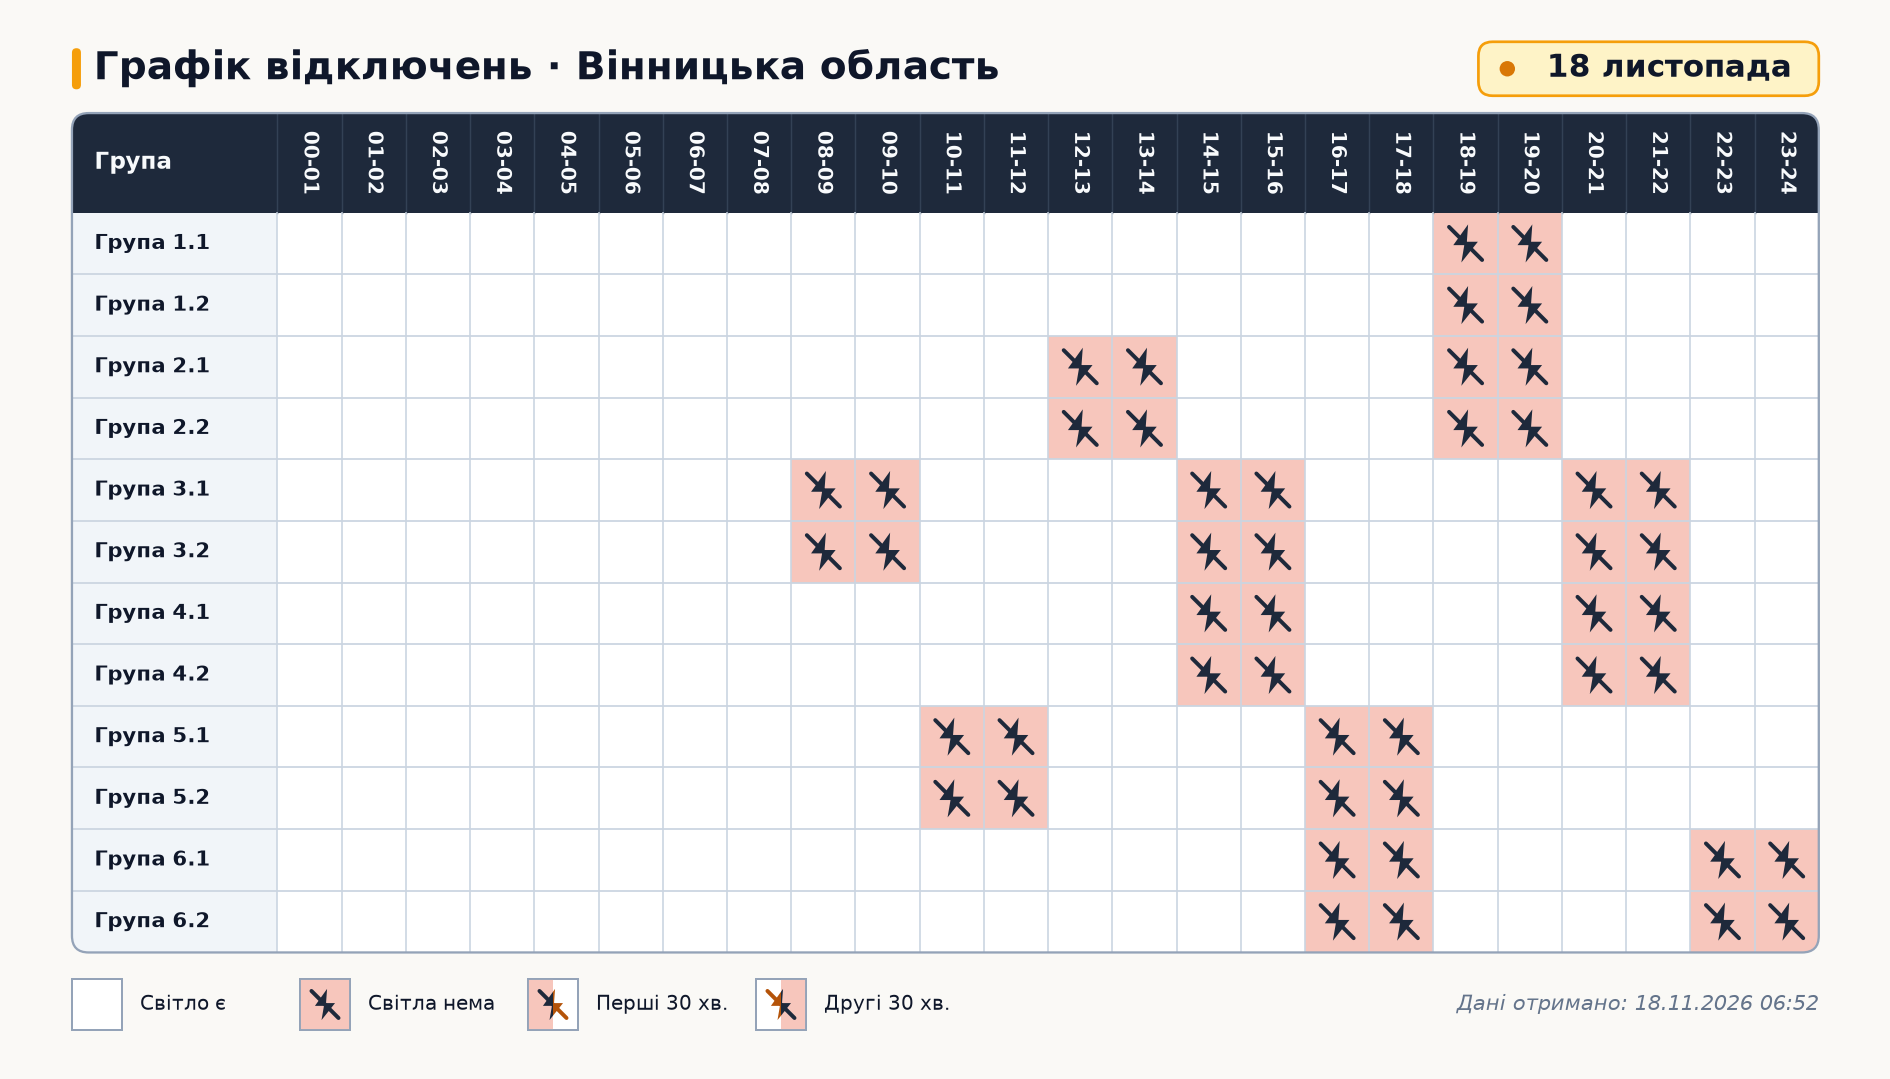 Графік відключень · Вінницька область
18 листопада
Група 00-01 01-02 02-03 03-04 04-05 05-06 06-07 07-08 08-09 09-10 10-11 11-12 12-13 13-14 14-15 15-16 16-17 17-18 18-19 19-20 20-21 21-22 22-23 23-24
Група 1.1
Група 1.2
Група 2.1
Група 2.2
Група 3.1
Група 3.2
Група 4.1
Група 4.2
Група 5.1
Група 5.2
Група 6.1
Група 6.2
Світло є
Світла нема
Перші 30 хв.
Другі 30 хв.
Дані отримано: 18.11.2026 06:52